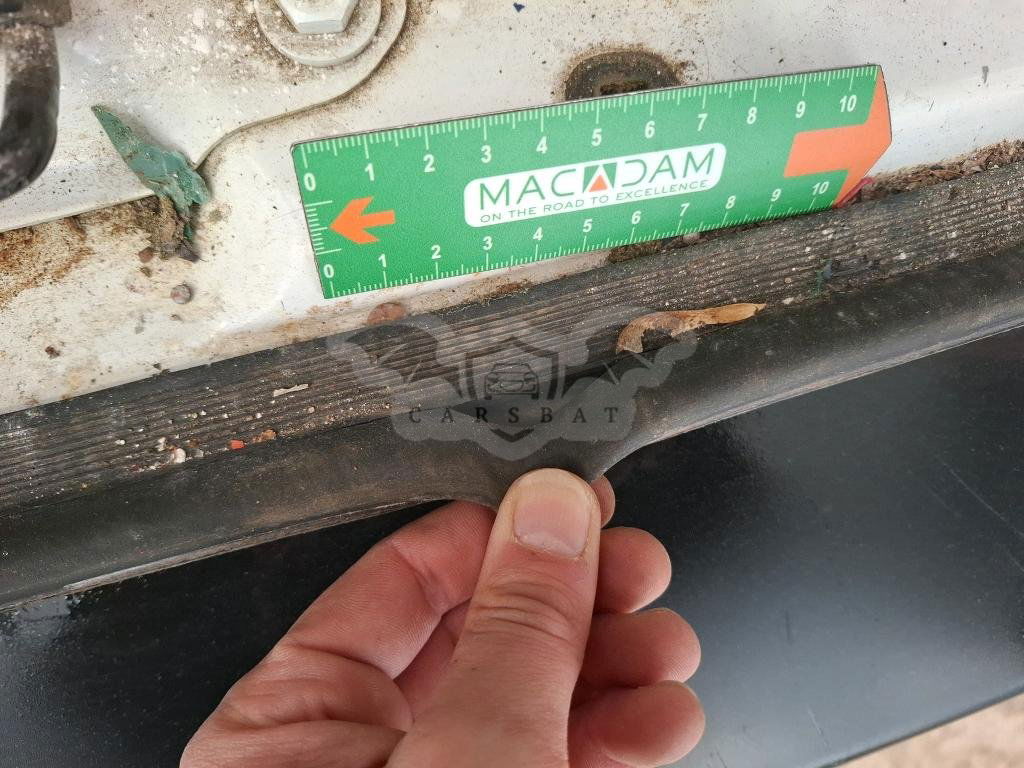 0 1 2 3 4 5 6 7 8 9 10
MACADAM
ON THE ROAD TO EXCELLENCE
0 1 2 3 4 5 6 7 8 9 10
CARSBAT